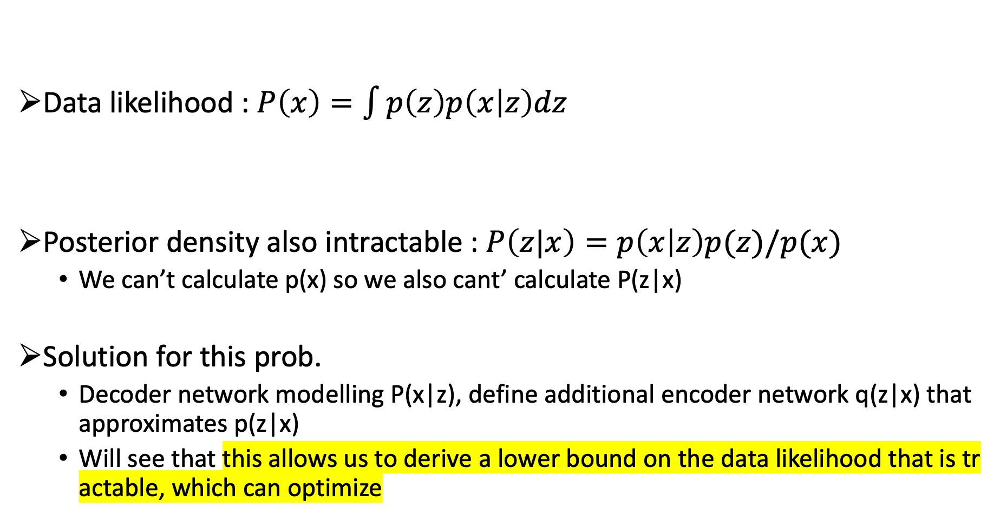 ➢Data likelihood : P(x) = ∫ p(z)p(x|z)dz
➢Posterior density also intractable : P(z|x) = p(x|z)p(z)/p(x)
• We can’t calculate p(x) so we also cant’ calculate P(z|x)
➢Solution for this prob.
• Decoder network modelling P(x|z), define additional encoder network q(z|x) that
approximates p(z|x)
• Will see that this allows us to derive a lower bound on the data likelihood that is tr
actable, which can optimize